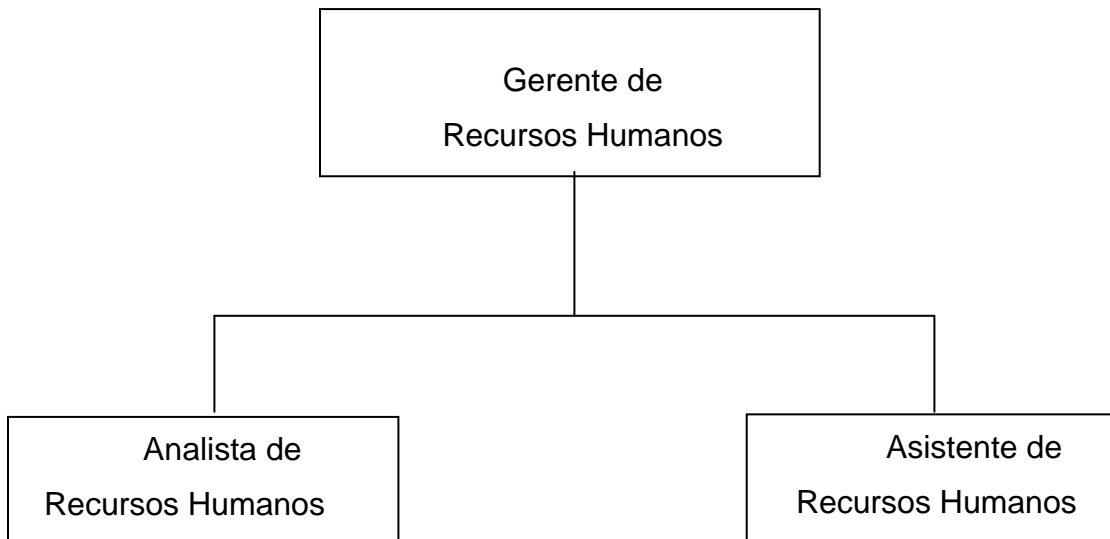 Gerente de
Recursos Humanos
Analista de
Recursos Humanos
Asistente de
Recursos Humanos